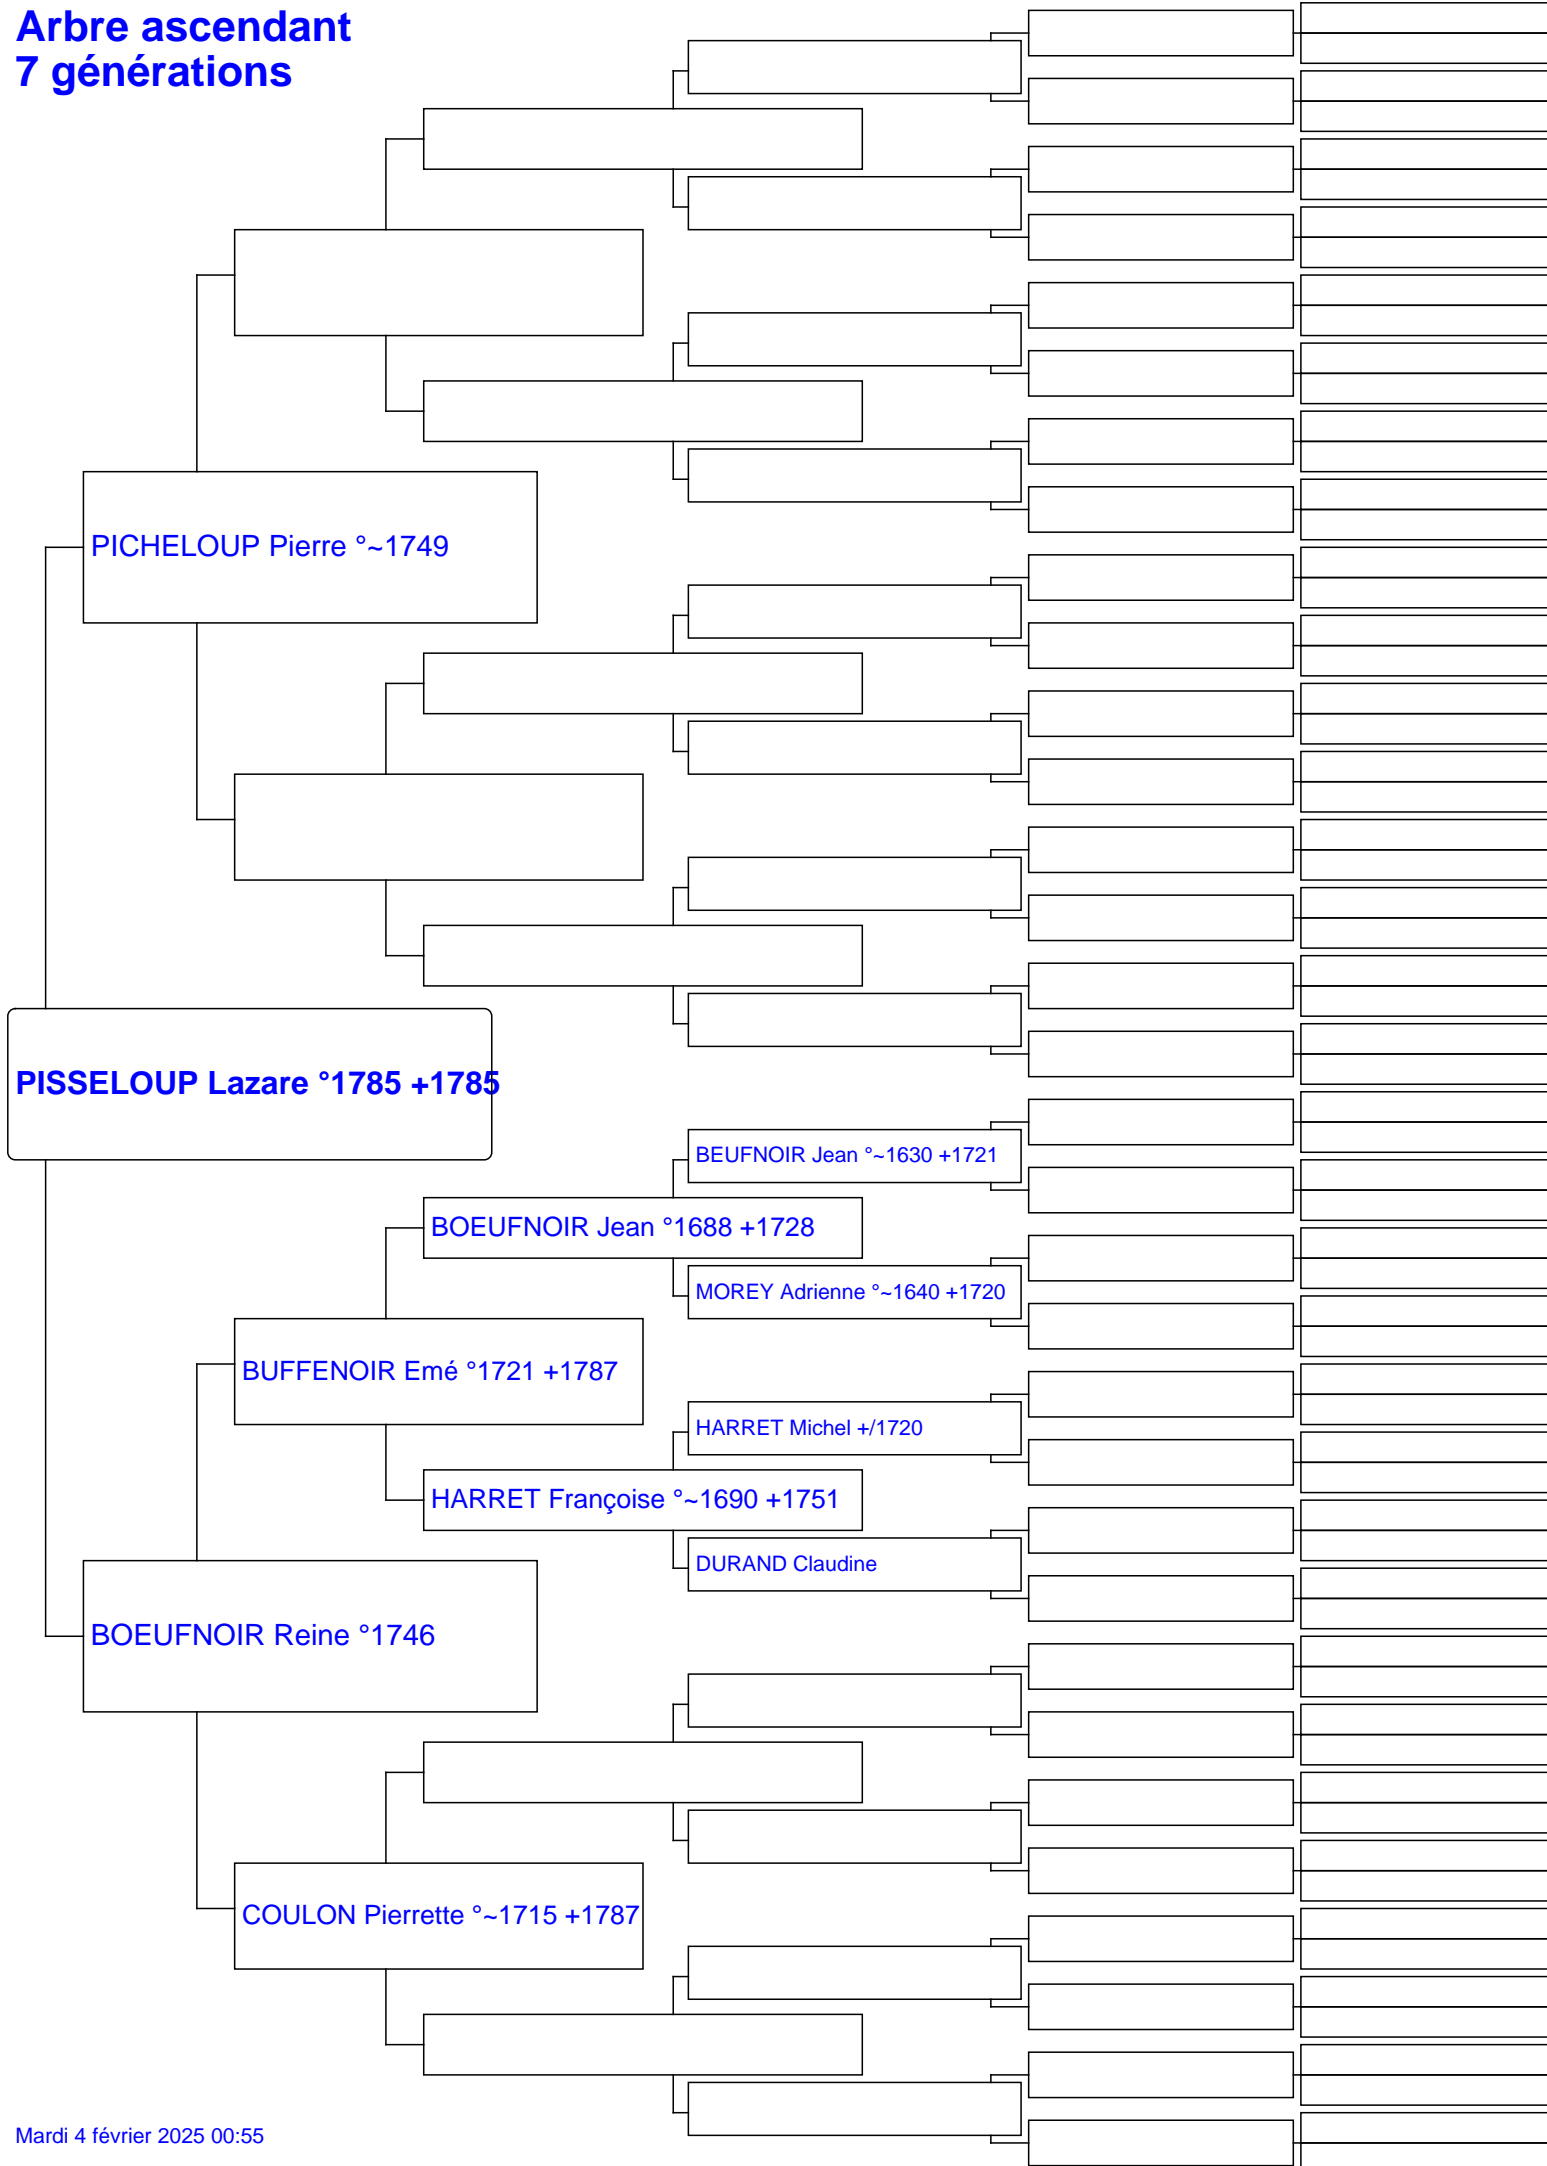 Arbre ascendant
7 générations
PICHELOUP Pierre °~1749
PISSELOUP Lazare °1785 +1785
BEUFNOIR Jean °~1630 +1721
BOEUFNOIR Jean °1688 +1728
MOREY Adrienne °~1640 +1720
BUFFENOIR Emé °1721 +1787
HARRET Michel +/1720
HARRET Françoise °~1690 +1751
DURAND Claudine
BOEUFNOIR Reine °1746
COULON Pierrette °~1715 +1787
Mardi 4 février 2025 00:55